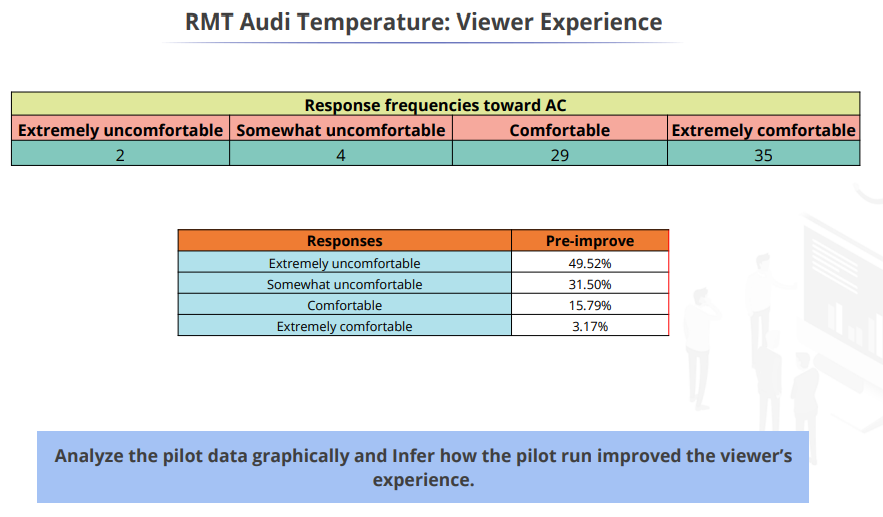 RMT Audi Temperature: Viewer Experience
Response frequencies toward AC
Extremely uncomfortable Somewhat uncomfortable Comfortable Extremely comfortable
2 4 29 35
Responses Pre-improve
Extremely uncomfortable 49.52%
Somewhat uncomfortable 31.50%
Comfortable 15.79%
Extremely comfortable 3.17%
Analyze the pilot data graphically and Infer how the pilot run improved the viewer's
experience.